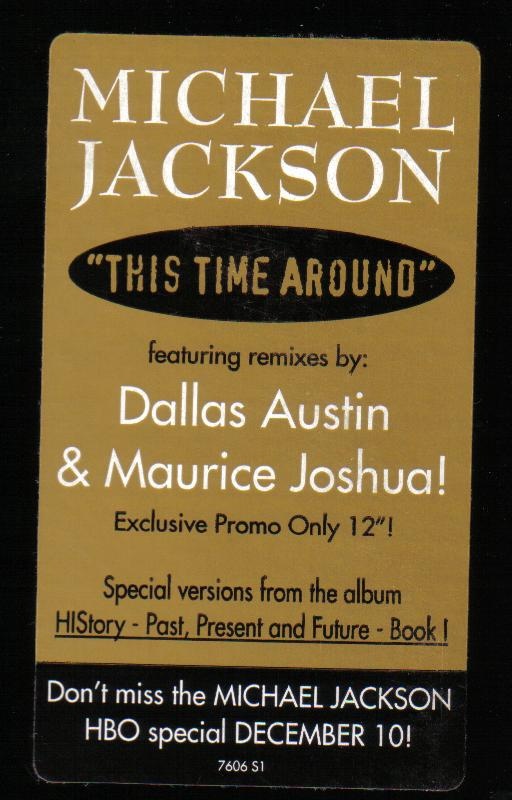 MICHAEL
JACKSON
"THIS TIME AROUND"
featuring remixes by:
Dallas Austin
& Maurice Joshua!
Exclusive Promo Only 12"!
Special versions from the album
HIStory - Past, Present and Future - Book I
Don't miss the MICHAEL JACKSON
HBO special DECEMBER 10!
7606 S1